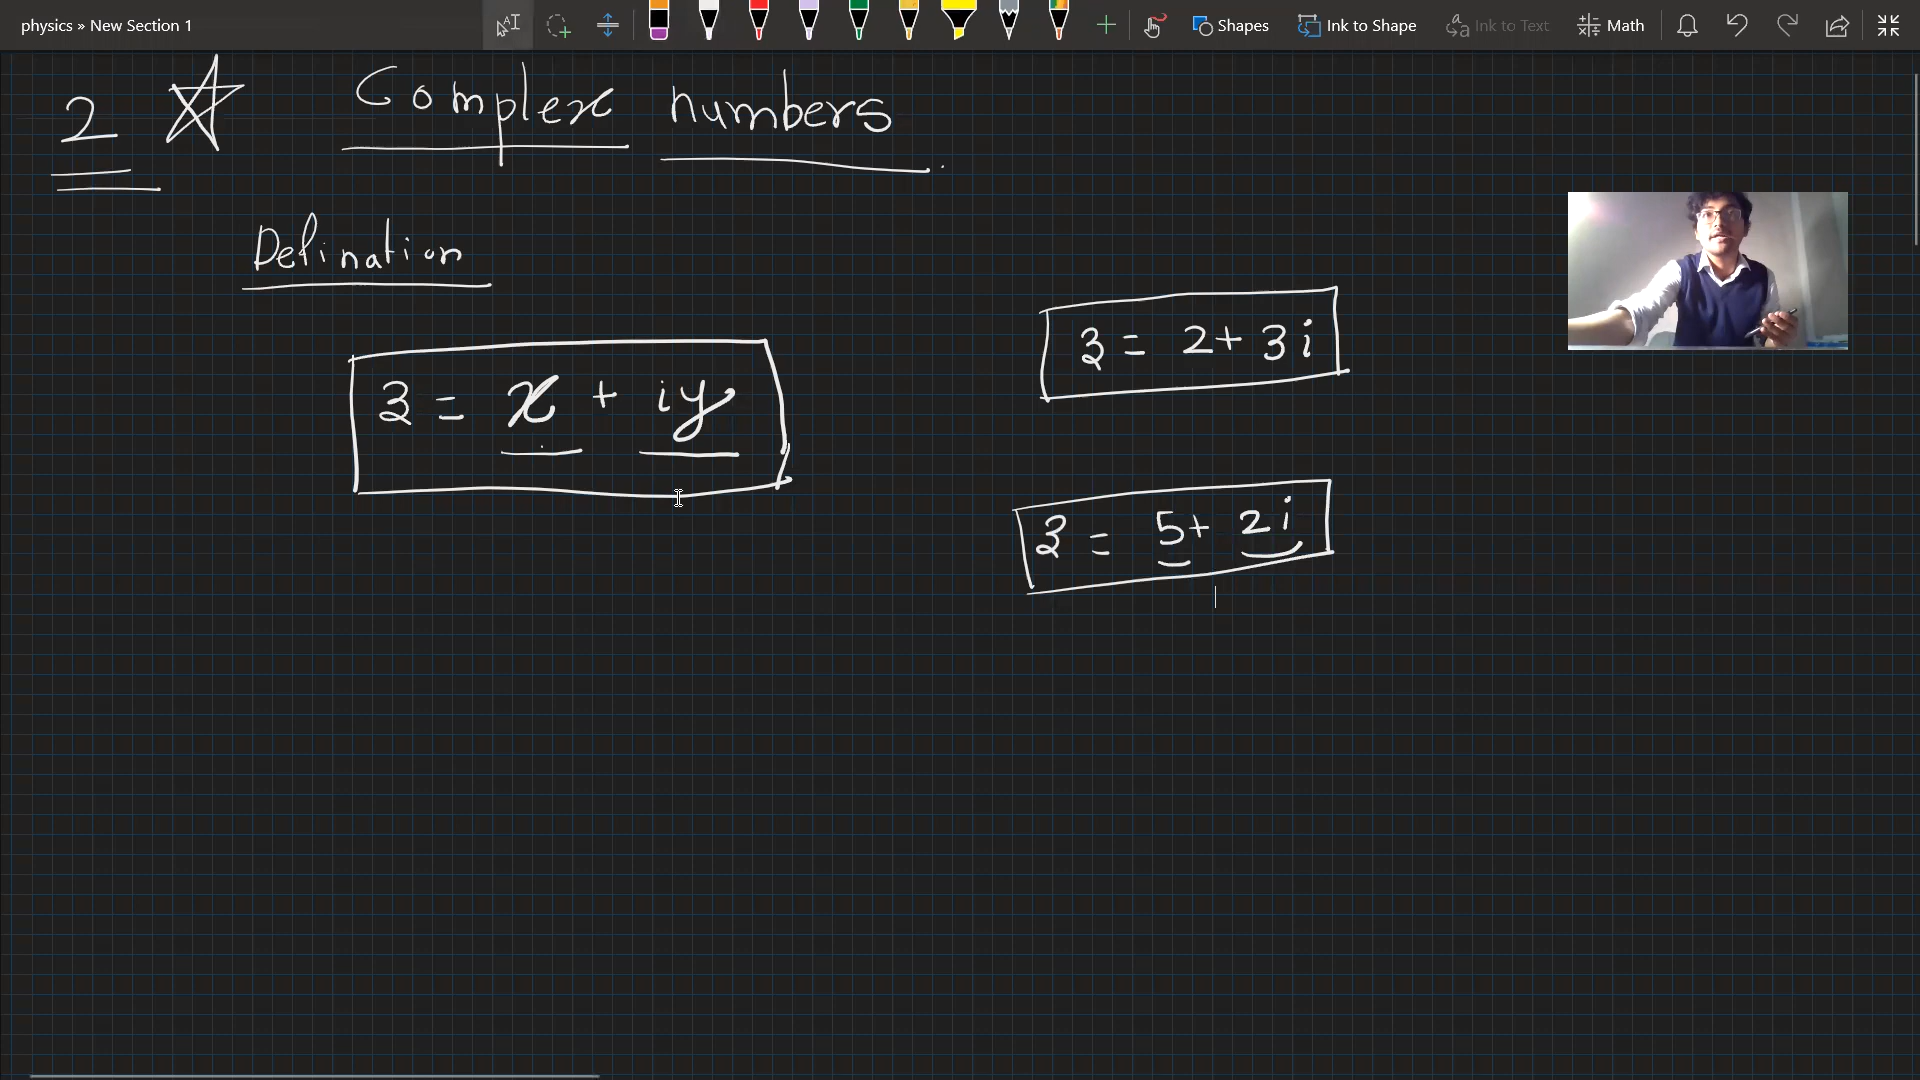 physics » New Section 1
Shapes
Ink to Shape
Ink to Text
Math
2 Complex numbers.
Defination
z = x + iy
z = 2 + 3i
z = 5 + 2i